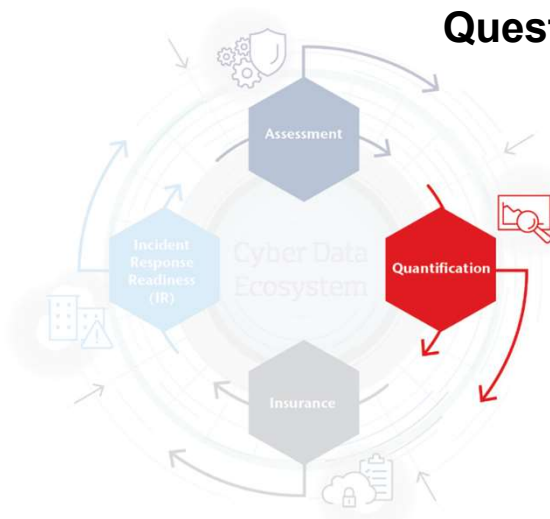 Quest
Assessment
Incident
Response
Readiness
(IR)
Cyber Data
Ecosystem
Quantification
Insurance